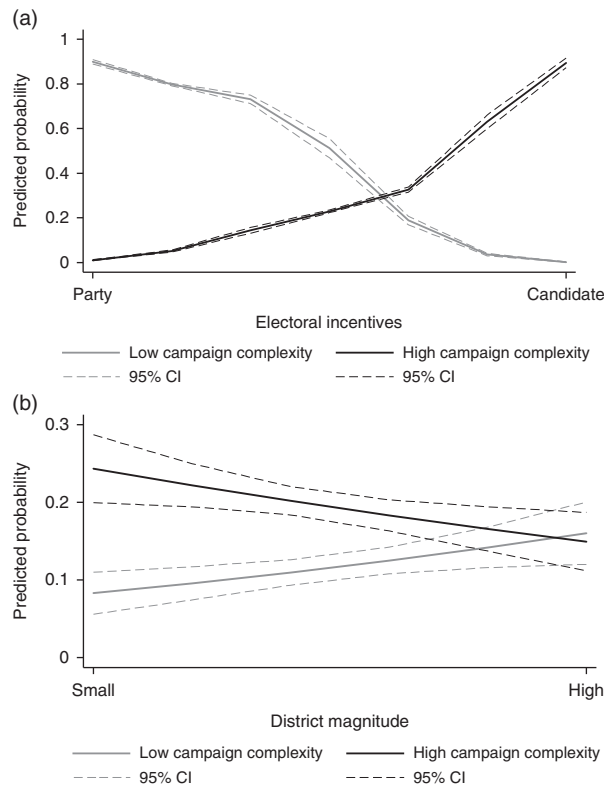 (a)
1
0.8
0.6
0.4
0.2
0
Predicted probability
Party Candidate
Electoral incentives
Low campaign complexity High campaign complexity
95% CI 95% CI
(b)
0.3
0.2
0.1
0
Predicted probability
Small High
District magnitude
Low campaign complexity High campaign complexity
95% CI 95% CI